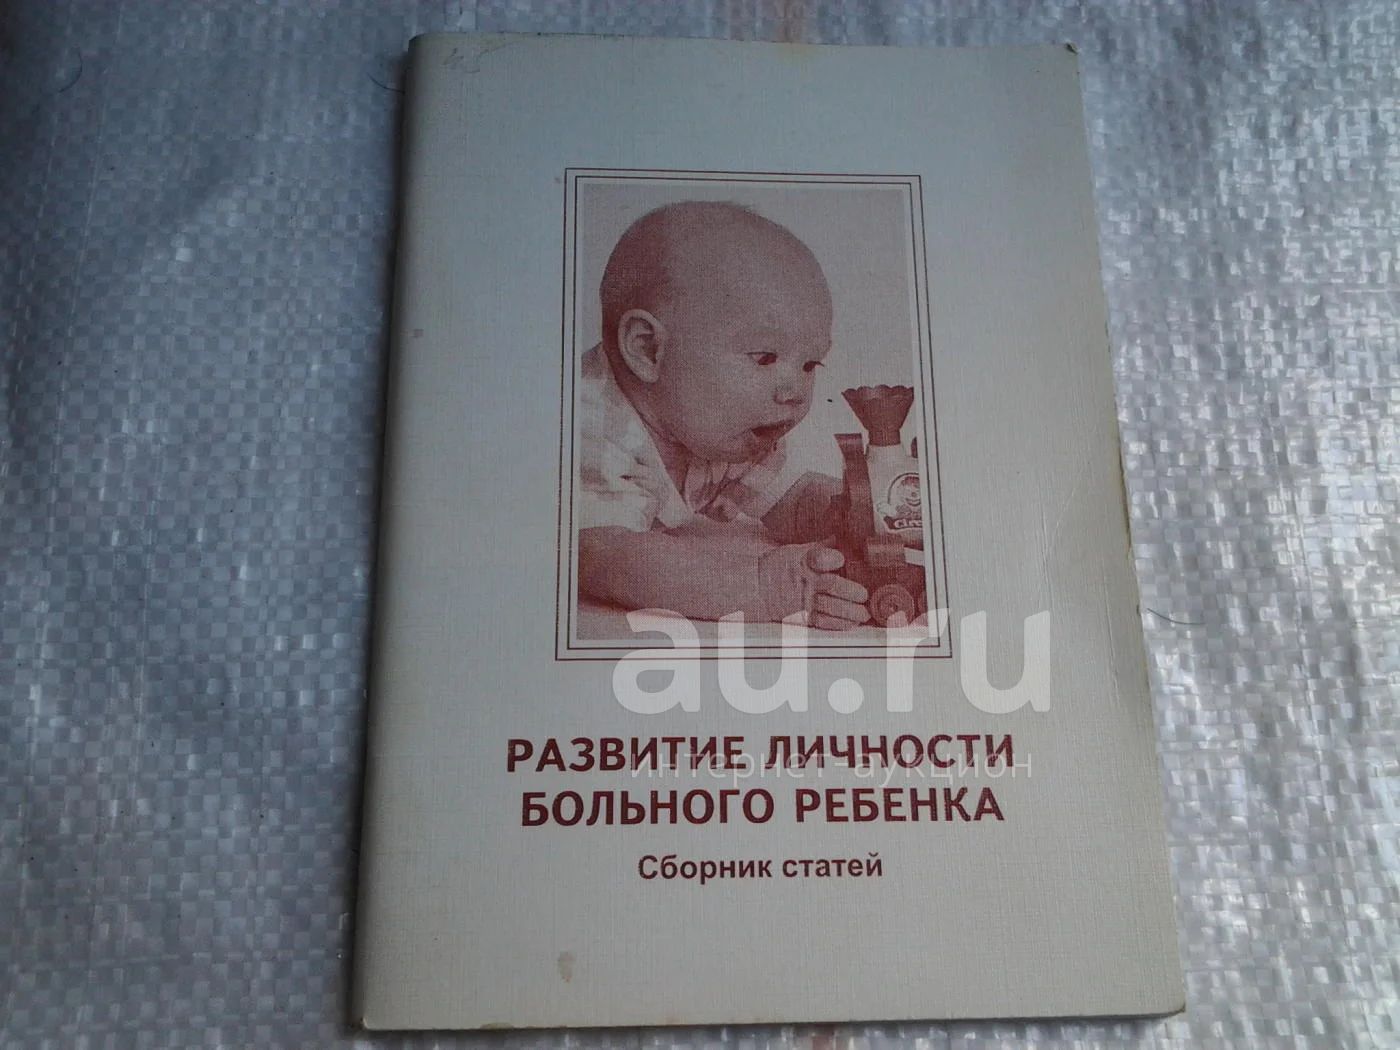 au.ru
РАЗВИТИЕ ЛИЧНОСТИ
интернет-аукцион
БОЛЬНОГО РЕБЕНКА
Сборник статей